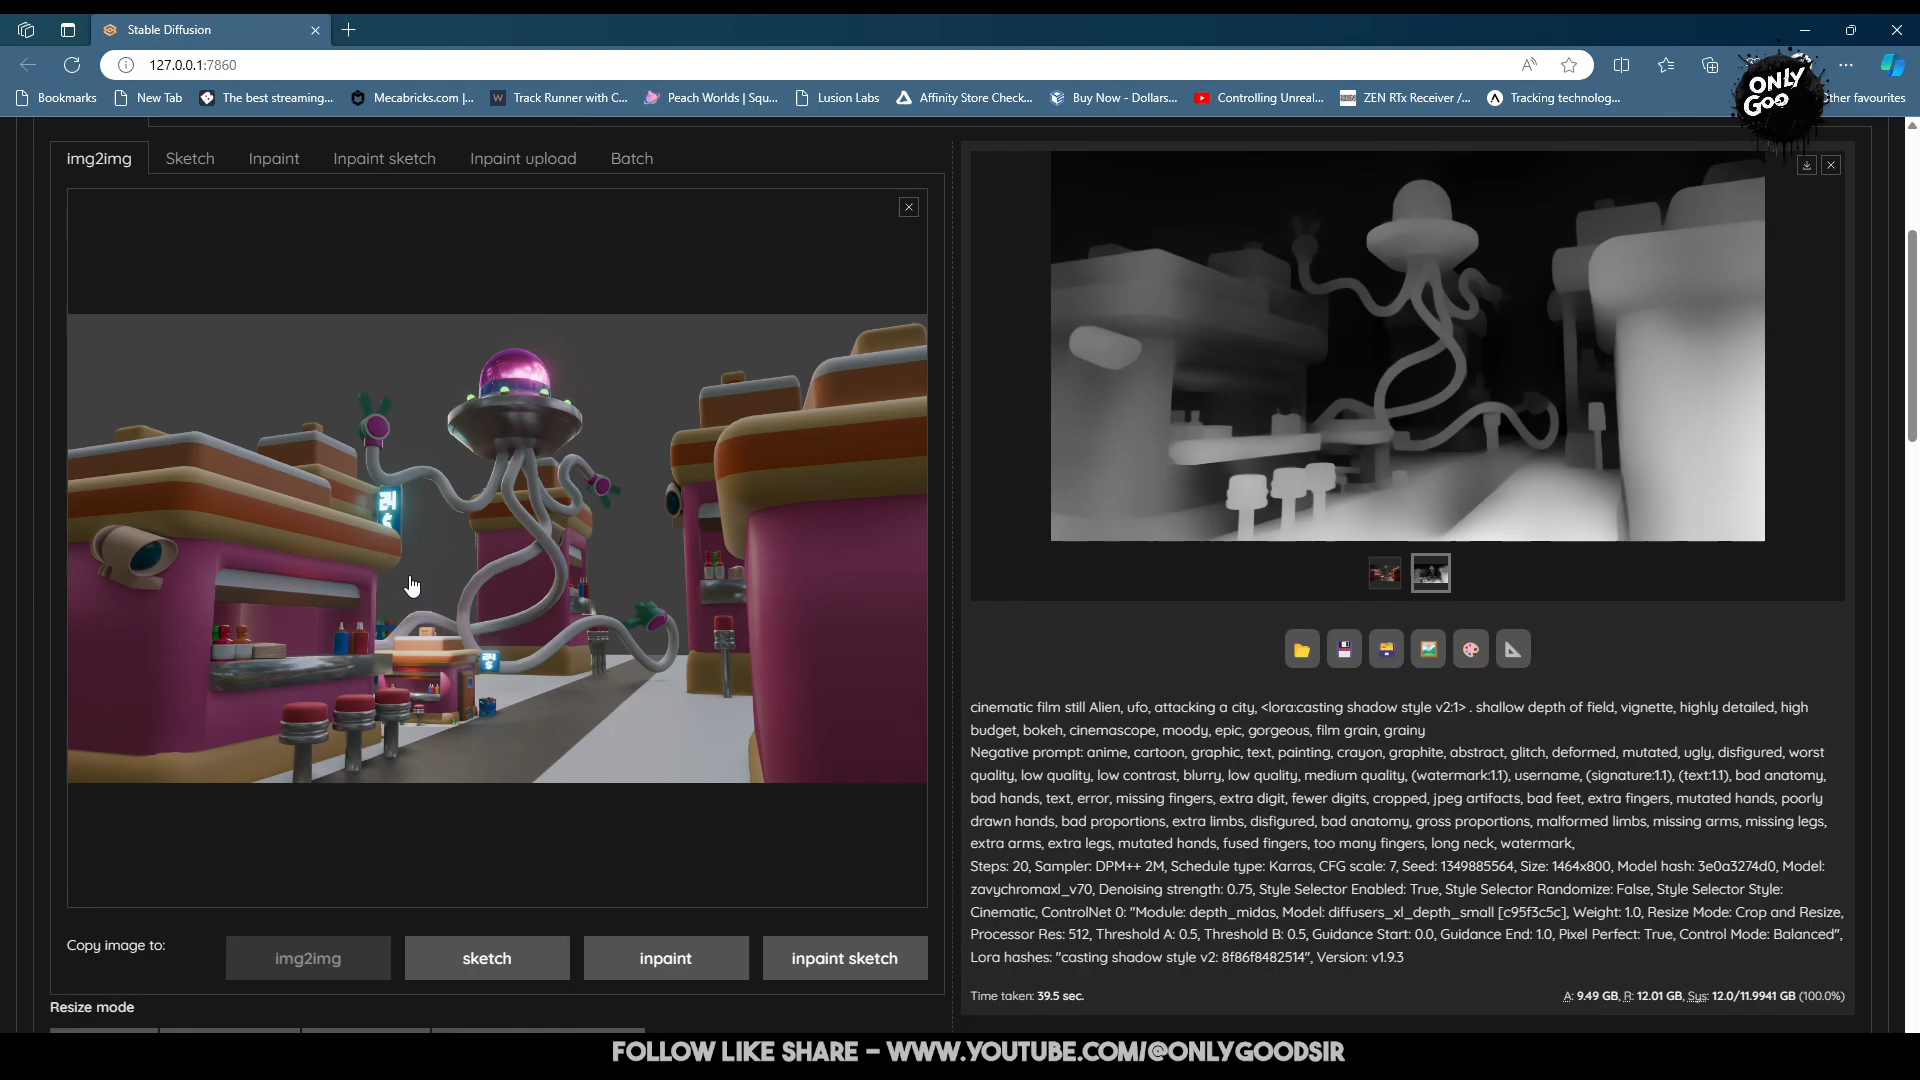 Stable Diffusion
127.0.0.1:7860
Bookmarks
New Tab
The best streaming...
Mecabricks.com |...
Track Runner with C...
Peach Worlds | Squ...
Lusion Labs
Affinity Store Check...
Buy Now - Dollars...
Controlling Unreal...
ZEN RTx Receiver /...
Tracking technolog...
ther favourites
ONLY
GOO
img2img
Sketch
Inpaint
Inpaint sketch
Inpaint upload
Batch
cinematic film still Alien, ufo, attacking a city, <lora:casting shadow style v2:1> . shallow depth of field, vignette, highly detailed, high
budget, bokeh, cinemascope, moody, epic, gorgeous, film grain, grainy
Negative prompt: anime, cartoon, graphic, text, painting, crayon, graphite, abstract, glitch, deformed, mutated, ugly, disfigured, worst
quality, low quality, low contrast, blurry, low quality, medium quality, (watermark:1.1), username, (signature:1.1), (text:1.1), bad anatomy,
bad hands, text, error, missing fingers, extra digit, fewer digits, cropped, jpeg artifacts, bad feet, extra fingers, mutated hands, poorly
drawn hands, bad proportions, extra limbs, disfigured, bad anatomy, gross proportions, malformed limbs, missing arms, missing legs,
extra arms, extra legs, mutated hands, fused fingers, too many fingers, long neck, watermark,
Steps: 20, Sampler: DPM++ 2M, Schedule type: Karras, CFG scale: 7, Seed: 1349885564, Size: 1464x800, Model hash: 3e0a3274d0, Model:
zavychromaxl_v70, Denoising strength: 0.75, Style Selector Enabled: True, Style Selector Randomize: False, Style Selector Style:
Cinematic, ControlNet 0: "Module: depth_midas, Model: diffusers_xl_depth_small [c95f3c5c], Weight: 1.0, Resize Mode: Crop and Resize,
Processor Res: 512, Threshold A: 0.5, Threshold B: 0.5, Guidance Start: 0.0, Guidance End: 1.0, Pixel Perfect: True, Control Mode: Balanced",
Lora hashes: "casting shadow style v2: 8f86f8482514", Version: v1.9.3
Time taken: 39.5 sec.
A: 9.49 GB, R: 12.01 GB, Sys: 12.0/11.9941 GB (100.0%)
Copy image to:
img2img
sketch
inpaint
inpaint sketch
Resize mode
FOLLOW LIKE SHARE – WWW.YOUTUBE.COM/@ONLYGOODSIR